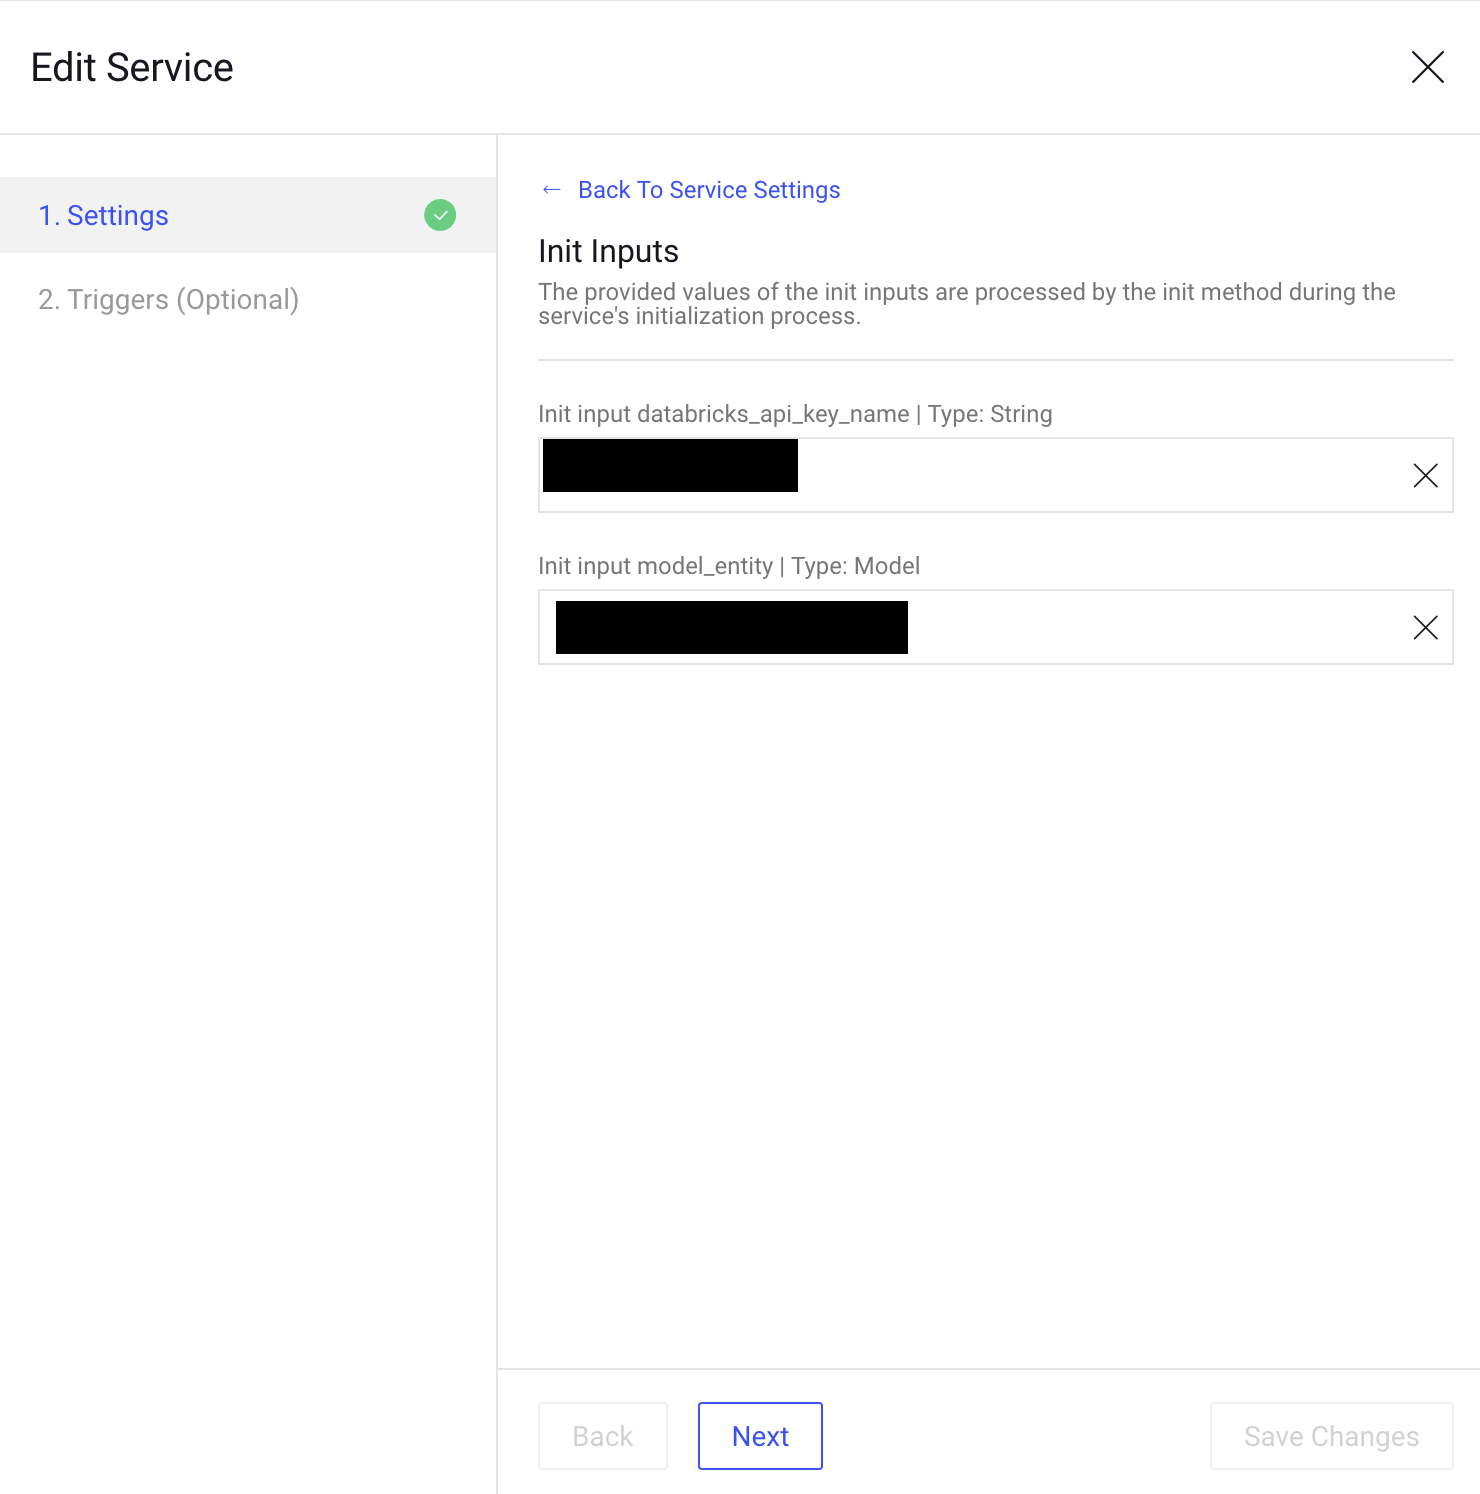 Edit Service
1. Settings
2. Triggers (Optional)
← Back To Service Settings
Init Inputs
The provided values of the init inputs are processed by the init method during the
service's initialization process.
Init input databricks_api_key_name | Type: String
Init input model_entity | Type: Model
Back
Next
Save Changes